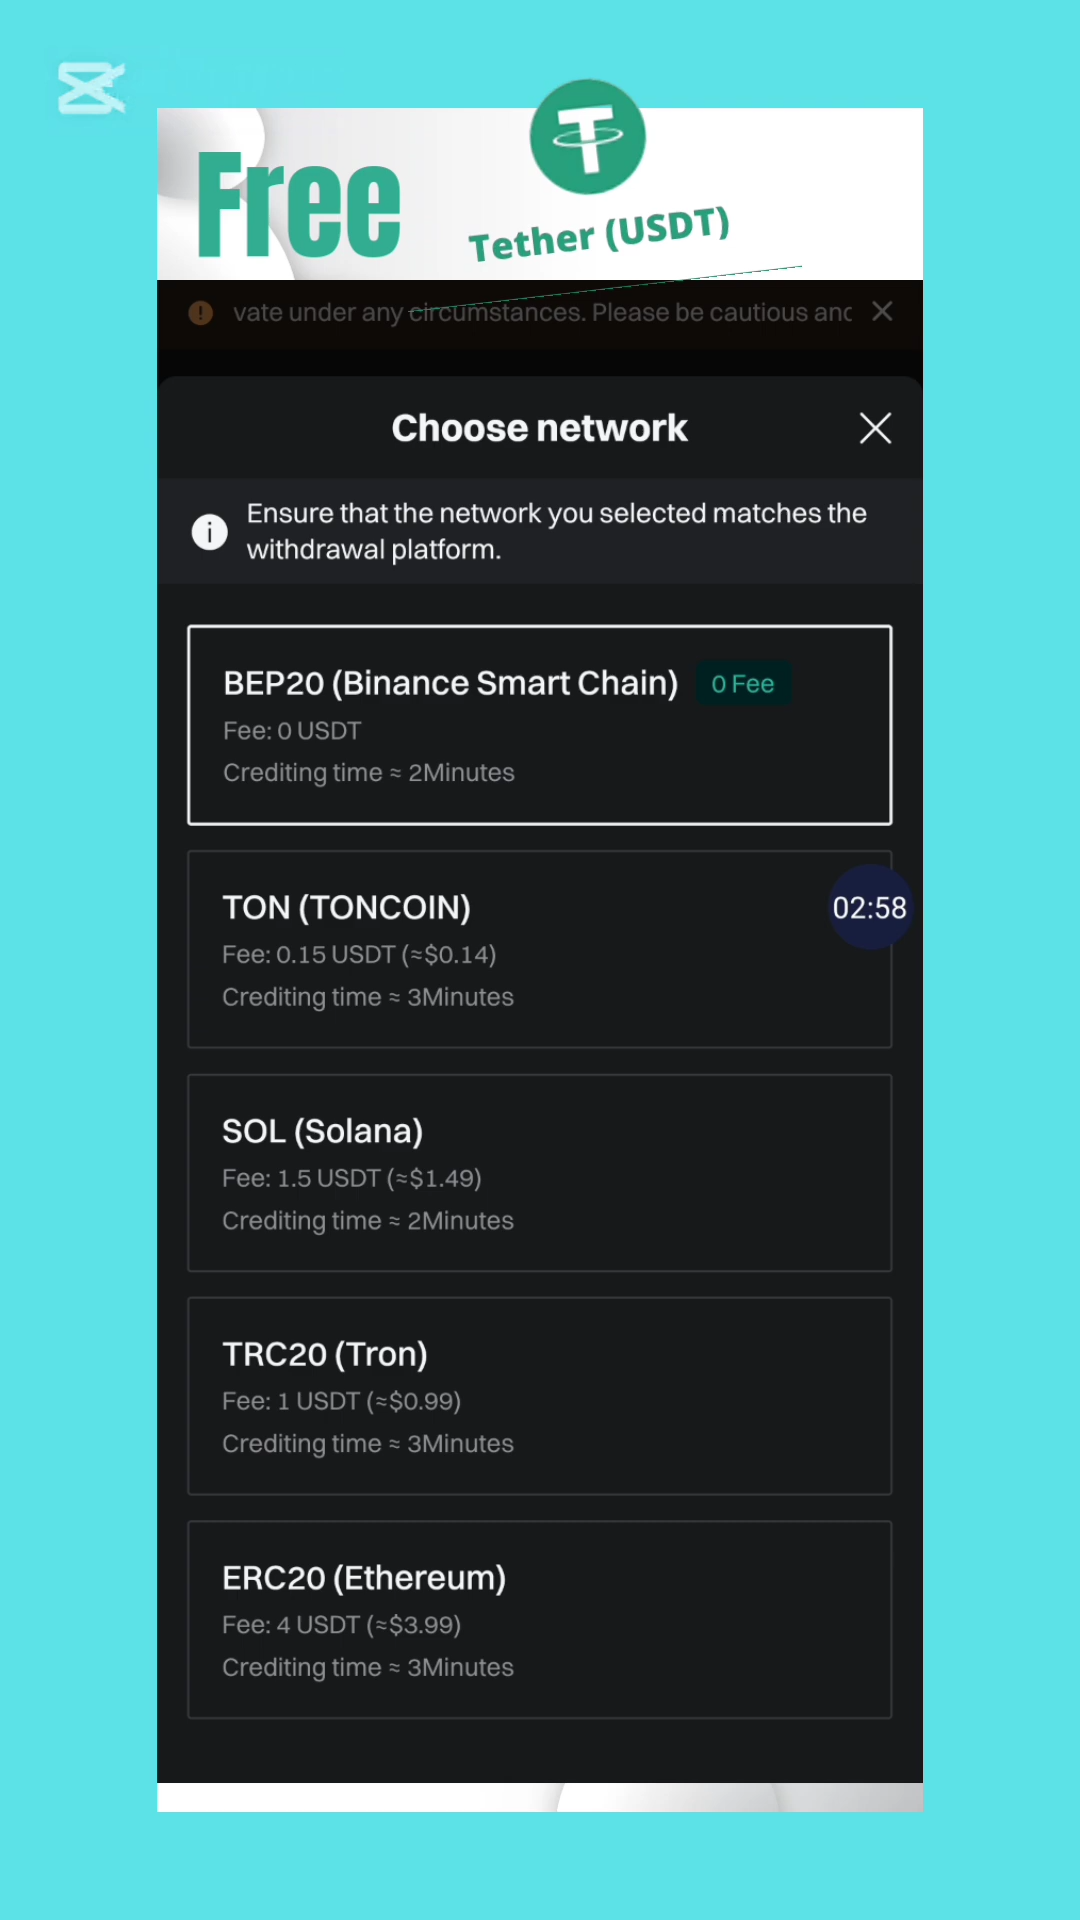 Free
Tether (USDT)
vate under any circumstances. Please be cautious and
Choose network
Ensure that the network you selected matches the
withdrawal platform.
BEP20 (Binance Smart Chain) 0 Fee
Fee: 0 USDT
Crediting time ≈ 2Minutes
TON (TONCOIN)
02:58
Fee: 0.15 USDT (≈$0.14)
Crediting time ≈ 3Minutes
SOL (Solana)
Fee: 1.5 USDT (≈$1.49)
Crediting time ≈ 2Minutes
TRC20 (Tron)
Fee: 1 USDT (≈$0.99)
Crediting time ≈ 3Minutes
ERC20 (Ethereum)
Fee: 4 USDT (≈$3.99)
Crediting time ≈ 3Minutes